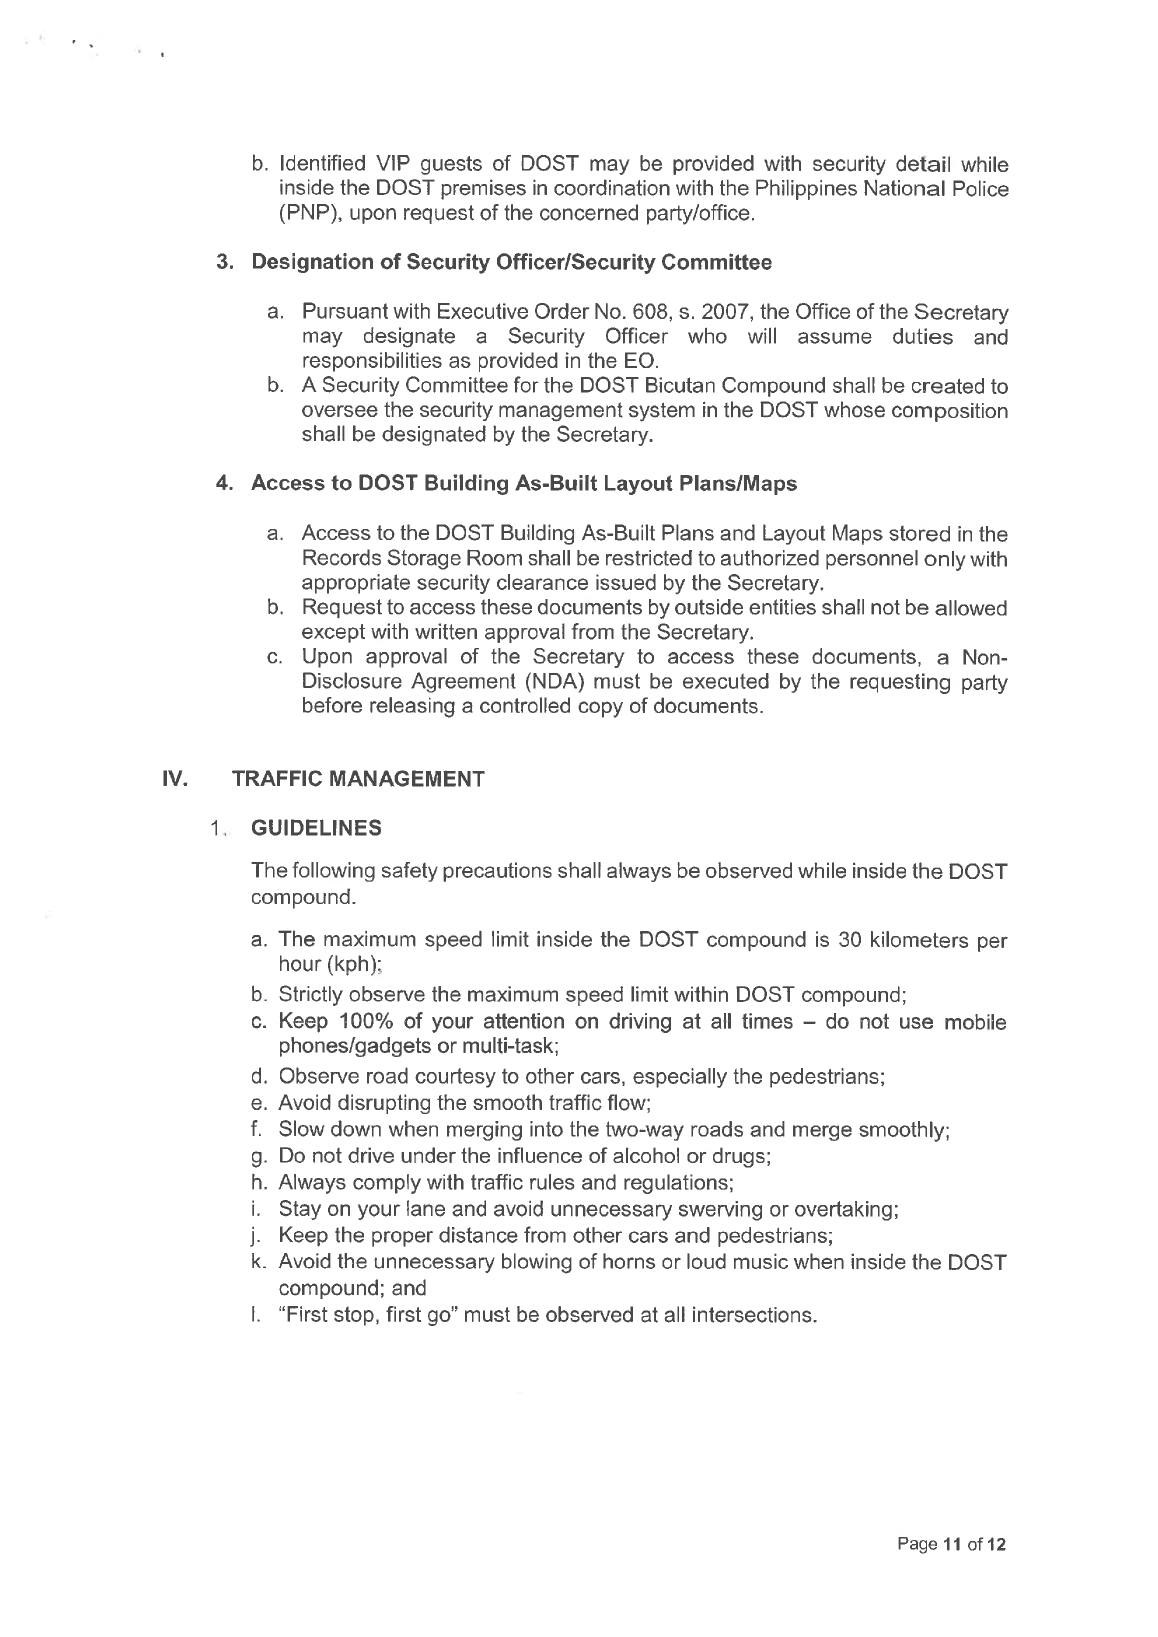 b. Identified VIP guests of DOST may be provided with security detail while
inside the DOST premises in coordination with the Philippines National Police
(PNP), upon request of the concerned party/office.
3. Designation of Security Officer/Security Committee
a. Pursuant with Executive Order No. 608, s. 2007, the Office of the Secretary
may designate a Security Officer who will assume duties and
responsibilities as provided in the EO.
b. A Security Committee for the DOST Bicutan Compound shall be created to
oversee the security management system in the DOST whose composition
shall be designated by the Secretary.
4. Access to DOST Building As-Built Layout Plans/Maps
a. Access to the DOST Building As-Built Plans and Layout Maps stored in the
Records Storage Room shall be restricted to authorized personnel only with
appropriate security clearance issued by the Secretary.
b. Request to access these documents by outside entities shall not be allowed
except with written approval from the Secretary.
c. Upon approval of the Secretary to access these documents, a Non-
Disclosure Agreement (NDA) must be executed by the requesting party
before releasing a controlled copy of documents.
IV. TRAFFIC MANAGEMENT
1. GUIDELINES
The following safety precautions shall always be observed while inside the DOST
compound.
a. The maximum speed limit inside the DOST compound is 30 kilometers per
hour (kph);
b. Strictly observe the maximum speed limit within DOST compound;
c. Keep 100% of your attention on driving at all times – do not use mobile
phones/gadgets or multi-task;
d. Observe road courtesy to other cars, especially the pedestrians;
e. Avoid disrupting the smooth traffic flow;
f. Slow down when merging into the two-way roads and merge smoothly;
g. Do not drive under the influence of alcohol or drugs;
h. Always comply with traffic rules and regulations;
i. Stay on your lane and avoid unnecessary swerving or overtaking;
j. Keep the proper distance from other cars and pedestrians;
k. Avoid the unnecessary blowing of horns or loud music when inside the DOST
compound; and
l. “First stop, first go” must be observed at all intersections.
Page 11 of 12